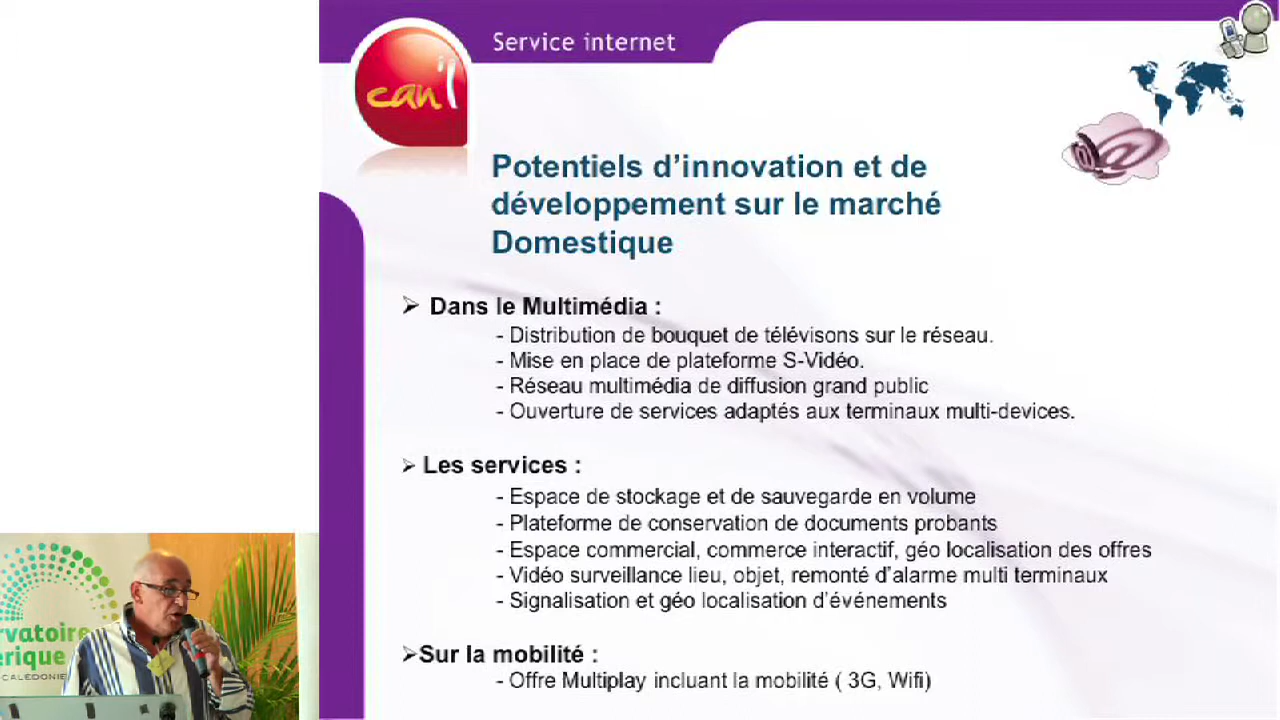 Service internet
can'l
Potentiels d'innovation et de
développement sur le marché
Domestique
➢ Dans le Multimédia :
- Distribution de bouquet de télévisons sur le réseau.
- Mise en place de plateforme S-Vidéo.
- Réseau multimédia de diffusion grand public
- Ouverture de services adaptés aux terminaux multi-devices.
➢ Les services :
- Espace de stockage et de sauvegarde en volume
- Plateforme de conservation de documents probants
- Espace commercial, commerce interactif, géo localisation des offres
- Vidéo surveillance lieu, objet, remonté d'alarme multi terminaux
- Signalisation et géo localisation d'événements
➢Sur la mobilité :
- Offre Multiplay incluant la mobilité ( 3G, Wifi)
rvatoire
érique
CALÉDONIE